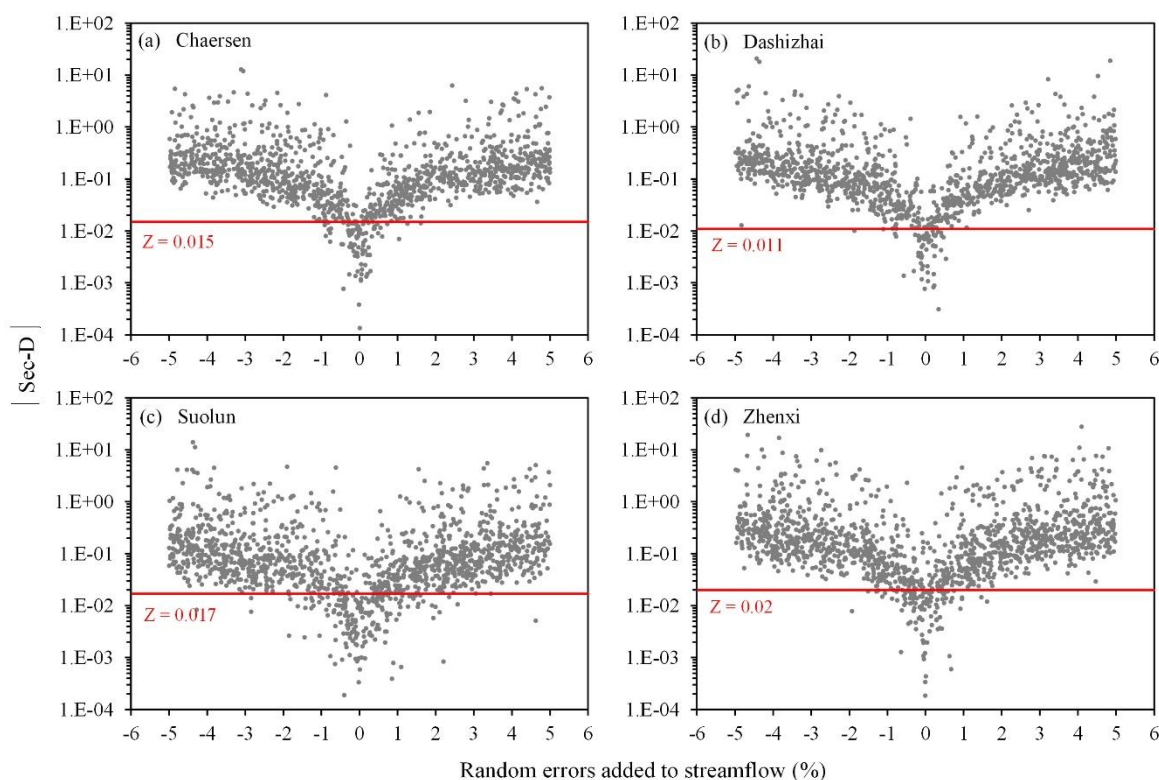 (a) Chaersen
1.E+02
1.E+01
1.E+00
1.E-01
1.E-02
1.E-03
1.E-04
Z = 0.015
-6 -5 -4 -3 -2 -1 0 1 2 3 4 5 6
(b) Dashizhai
1.E+02
1.E+01
1.E+00
1.E-01
1.E-02
1.E-03
1.E-04
Z = 0.011
-6 -5 -4 -3 -2 -1 0 1 2 3 4 5 6
| Sec-D |
(c) Suolun
1.E+02
1.E+01
1.E+00
1.E-01
1.E-02
1.E-03
1.E-04
Z = 0.017
-6 -5 -4 -3 -2 -1 0 1 2 3 4 5 6
(d) Zhenxi
1.E+02
1.E+01
1.E+00
1.E-01
1.E-02
1.E-03
1.E-04
Z = 0.02
-6 -5 -4 -3 -2 -1 0 1 2 3 4 5 6
Random errors added to streamflow (%)